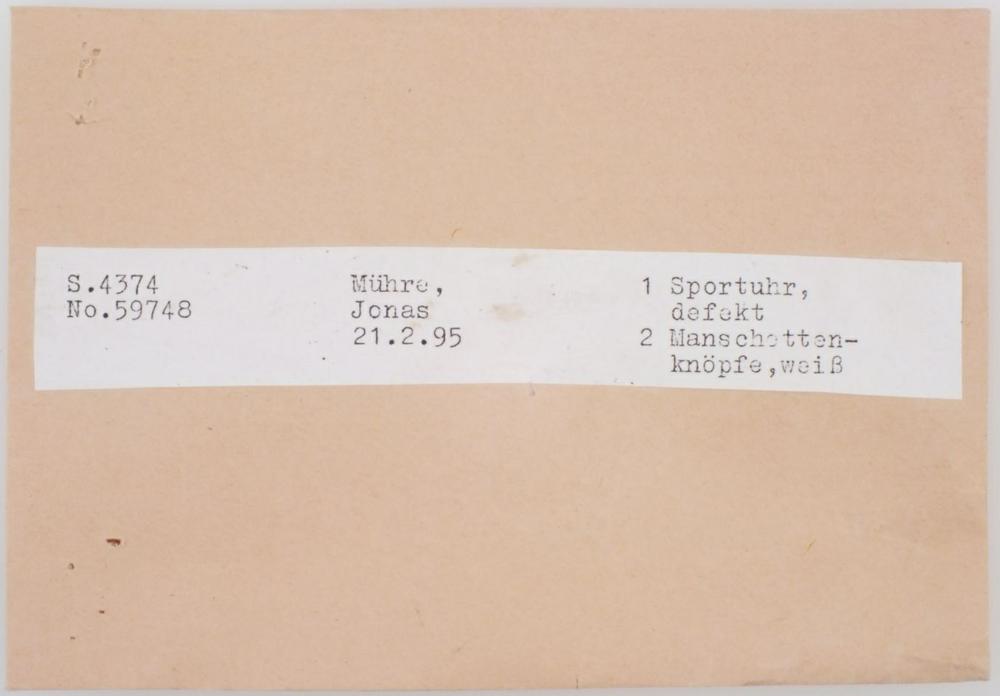 S.4374
No.59748
Mühre,
Jonas
21.2.95
1 Sportuhr,
defekt
2 Manschetten-
knöpfe,weiß